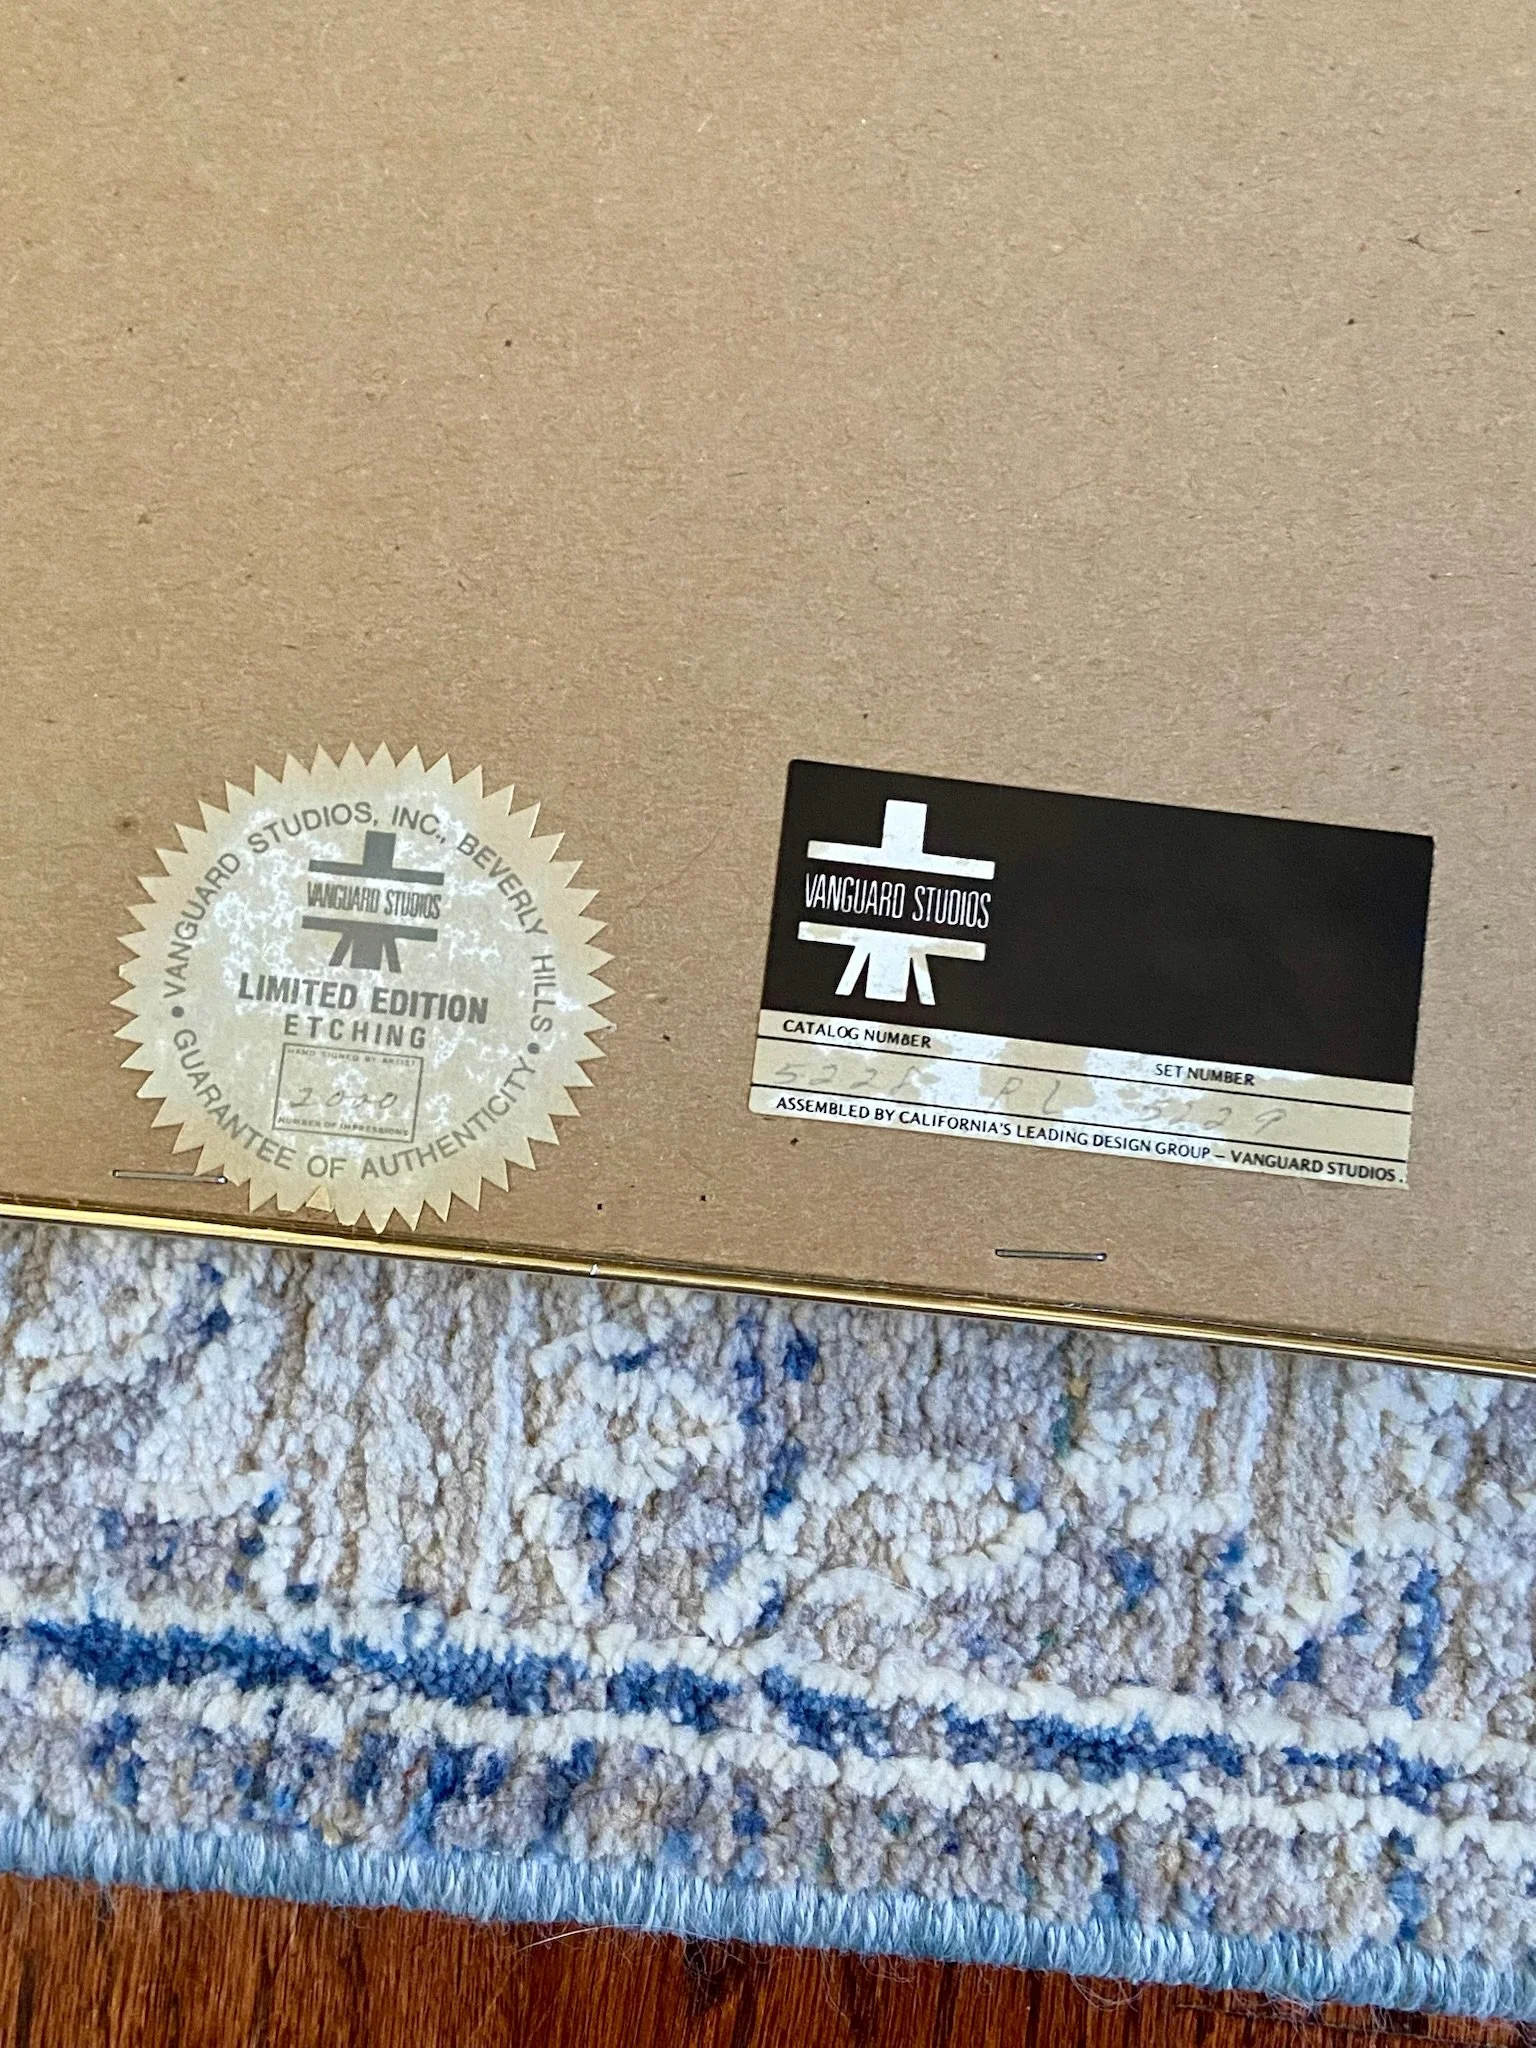 VANGUARD STUDIOS, INC., BEVERLY HILLS
VANGUARD STUDIOS
LIMITED EDITION
ETCHING
HAND SIGNED BY ARTIST
2000
NUMBER OF IMPRESSIONS
GUARANTEE OF AUTHENTICITY
VANGUARD STUDIOS
CATALOG NUMBER
SET NUMBER
5229
ASSEMBLED BY CALIFORNIA'S LEADING DESIGN GROUP – VANGUARD STUDIOS.